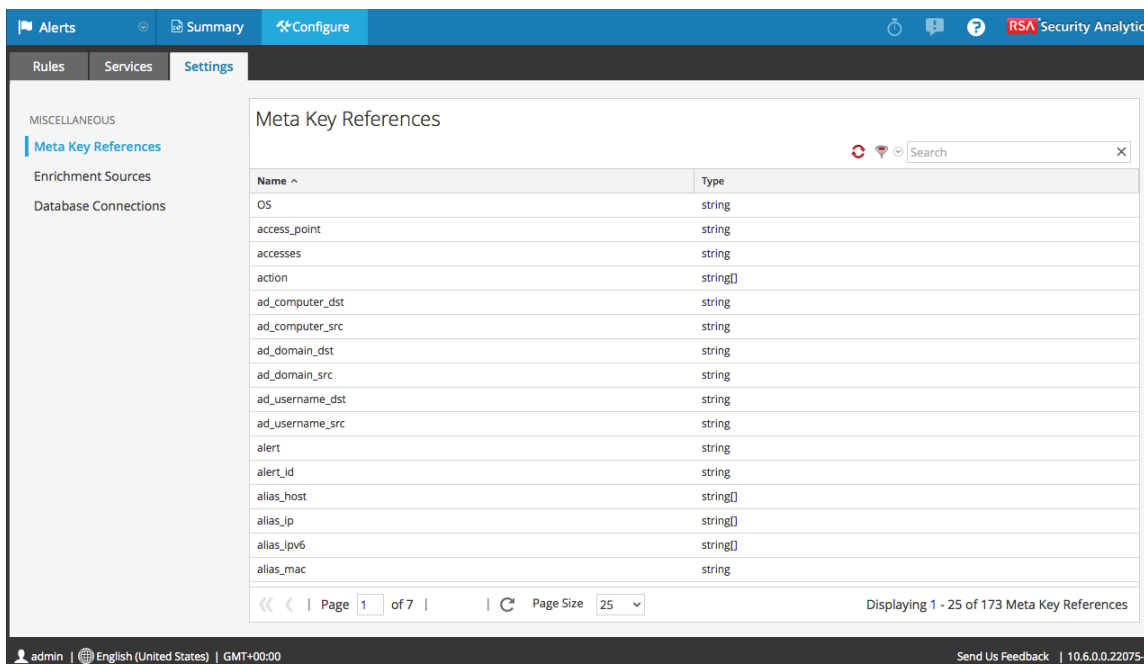 Alerts Summary Configure RSA Security Analytic
Rules Services Settings
MISCELLANEOUS
Meta Key References
Enrichment Sources
Database Connections
Meta Key References
Search
Name Type
OS string
access_point string
accesses string
action string[]
ad_computer_dst string
ad_computer_src string
ad_domain_dst string
ad_domain_src string
ad_username_dst string
ad_username_src string
alert string
alert_id string
alias_host string[]
alias_ip string[]
alias_ipv6 string[]
alias_mac string
| Page 1 of 7 | | Page Size 25 Displaying 1 - 25 of 173 Meta Key References
admin | English (United States) | GMT+00:00 Send Us Feedback | 10.6.0.0.22075-